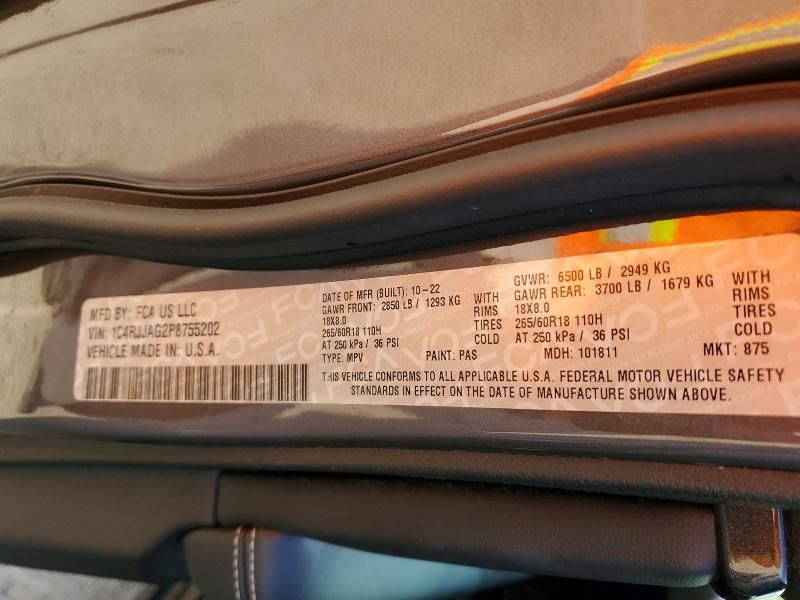 MFD BY: FCA US LLC
VIN: 1C4RJJAG2P8755202
VEHICLE MADE IN: U.S.A.
DATE OF MFR (BUILT): 10-22
GAWR FRONT: 2850 LB / 1293 KG
18X8.0
265/60R18 110H
AT 250 kPa / 36 PSI
TYPE: MPV
PAINT: PAS
WITH
RIMS
TIRES
COLD
GVWR: 6500 LB / 2949 KG
GAWR REAR: 3700 LB / 1679 KG
18X8.0
265/60R18 110H
AT 250 kPa / 36 PSI
MDH: 101811
WITH
RIMS
TIRES
COLD
MKT: 875
THIS VEHICLE CONFORMS TO ALL APPLICABLE U.S.A. FEDERAL MOTOR VEHICLE SAFETY
STANDARDS IN EFFECT ON THE DATE OF MANUFACTURE SHOWN ABOVE.